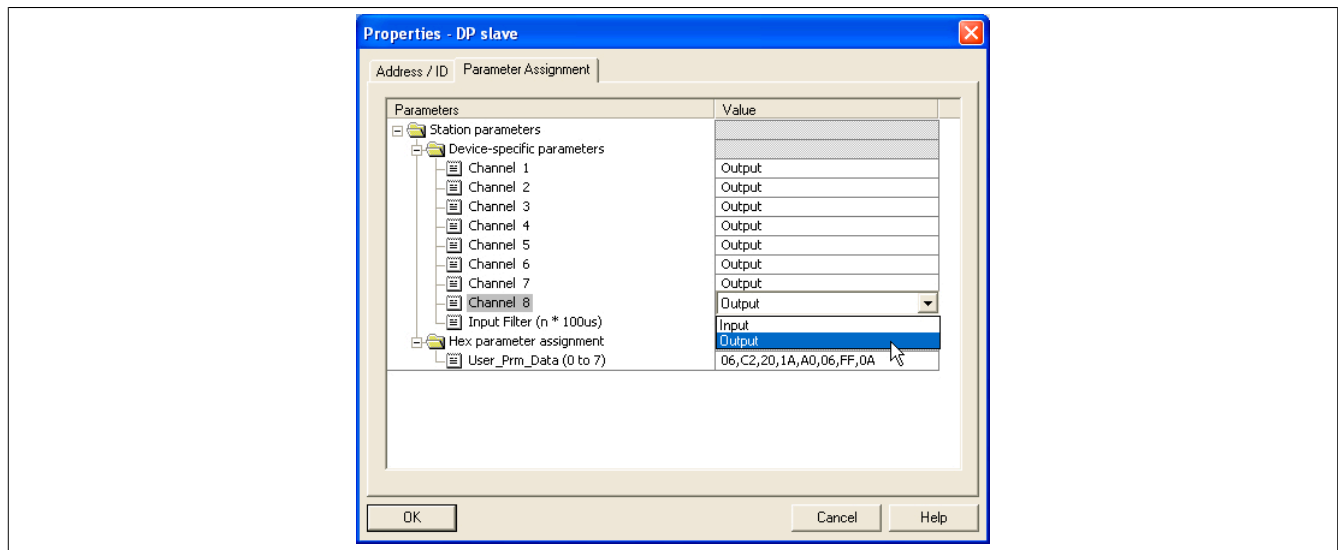 Properties - DP slave
Address / ID Parameter Assignment
Parameters Value
Station parameters
Device-specific parameters
Channel 1 Output
Channel 2 Output
Channel 3 Output
Channel 4 Output
Channel 5 Output
Channel 6 Output
Channel 7 Output
Channel 8 Output
Input Filter (n * 100us) Input
Hex parameter assignment Output
User_Prm_Data (0 to 7) 06,C2,20,1A,A0,06,FF,0A
OK Cancel Help